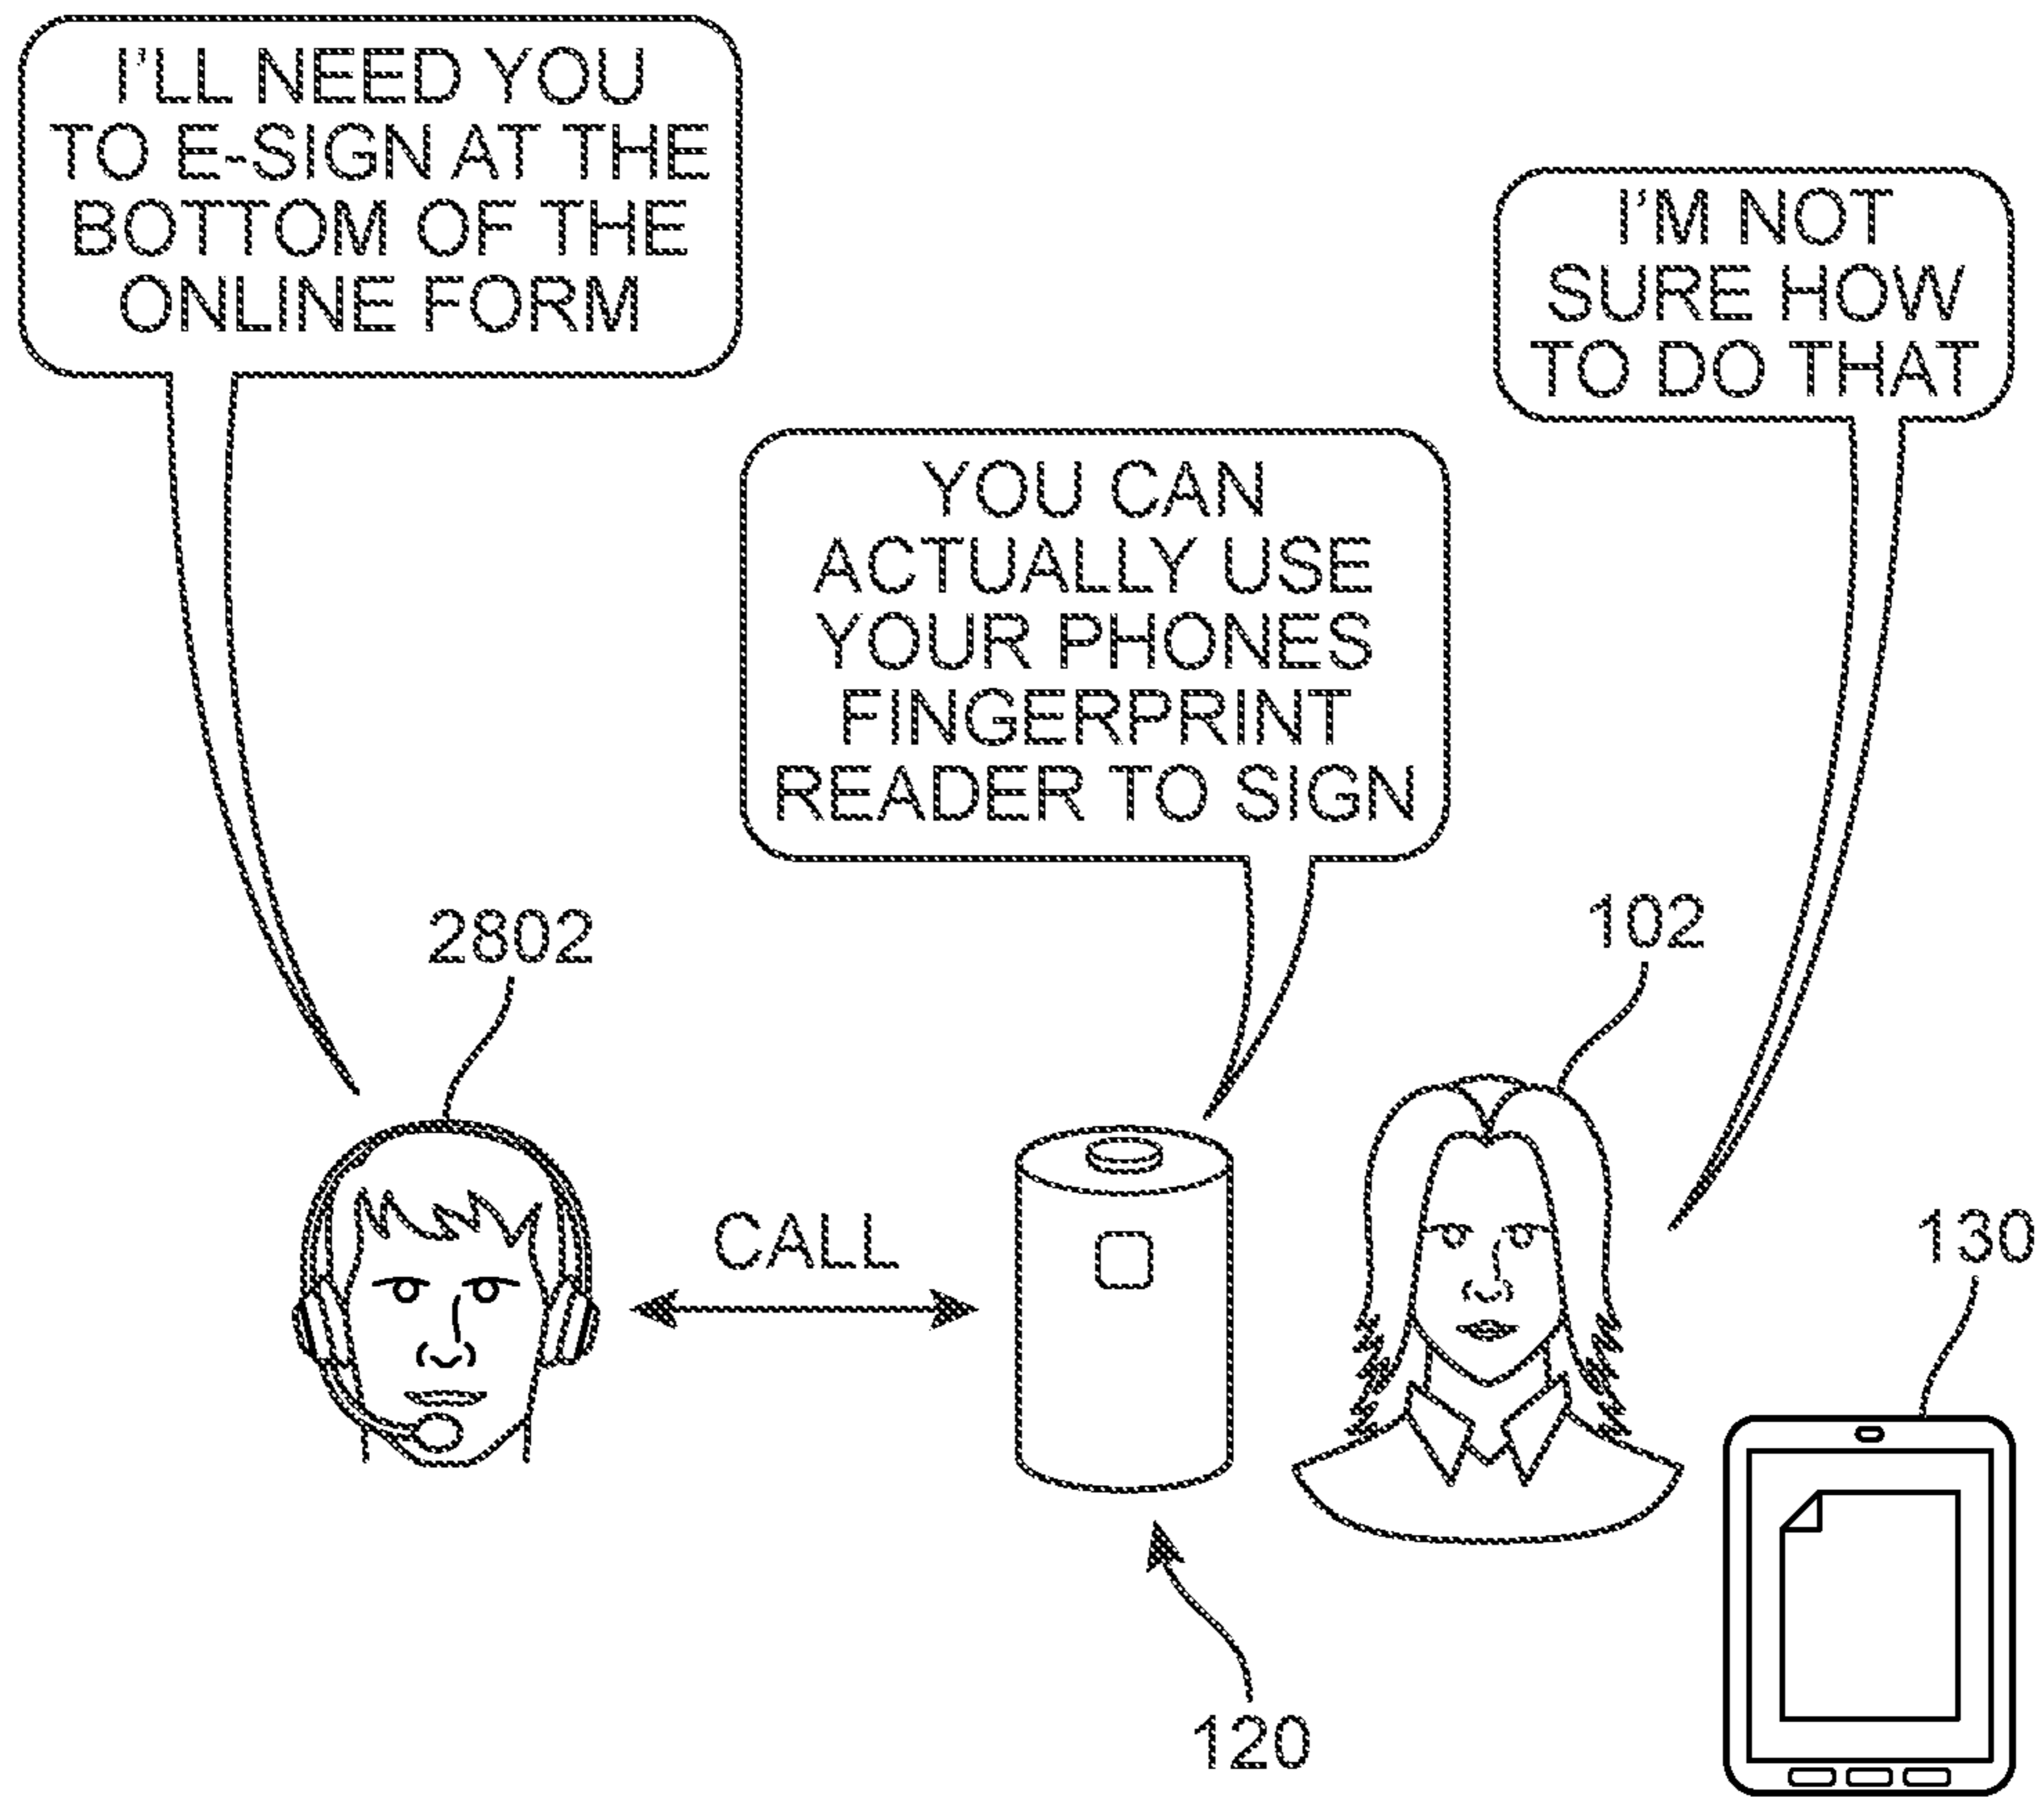 I'LL NEED YOU
TO E-SIGN AT THE
BOTTOM OF THE
ONLINE FORM
I'M NOT
SURE HOW
TO DO THAT
YOU CAN
ACTUALLY USE
YOUR PHONES
FINGERPRINT
READER TO SIGN
2802
102
CALL
130
120